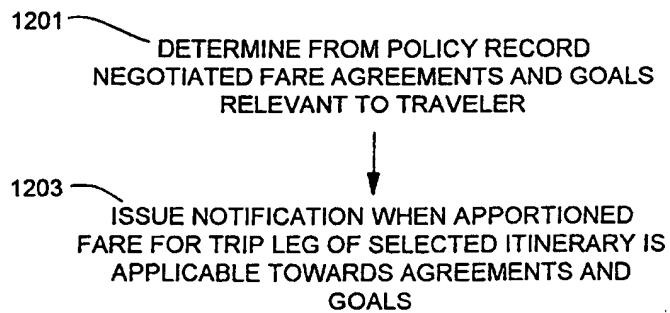 1201
DETERMINE FROM POLICY RECORD
NEGOTIATED FARE AGREEMENTS AND GOALS
RELEVANT TO TRAVELER
1203
ISSUE NOTIFICATION WHEN APPORTIONED
FARE FOR TRIP LEG OF SELECTED ITINERARY IS
APPLICABLE TOWARDS AGREEMENTS AND
GOALS